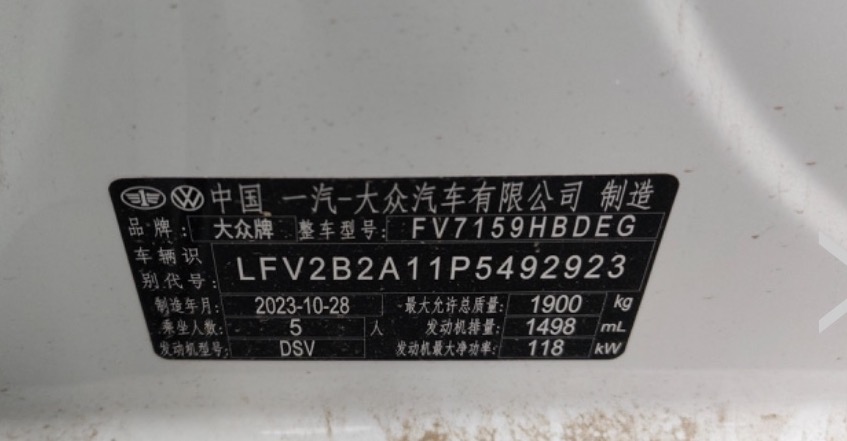 中国 一汽-大众汽车有限公司 制造
品牌: 大众牌 整车型号: FV7159HBDEG
车辆识别代号: LFV2B2A11P5492923
制造年月: 2023-10-28 最大允许总质量: 1900 kg
乘坐人数: 5 人 发动机排量: 1498 mL
发动机型号: DSV 发动机最大净功率: 118 kW